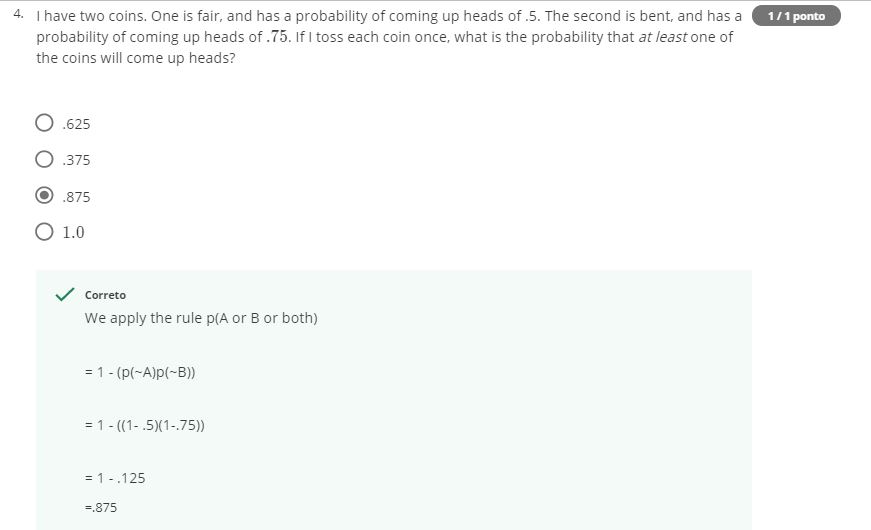 4. I have two coins. One is fair, and has a probability of coming up heads of .5. The second is bent, and has a
1 / 1 ponto
probability of coming up heads of .75. If I toss each coin once, what is the probability that at least one of
the coins will come up heads?
.625
.375
.875
1.0
Correto
We apply the rule p(A or B or both)
= 1 - (p(~A)p(~B))
= 1 - ((1- .5)(1-.75))
= 1 - .125
=.875